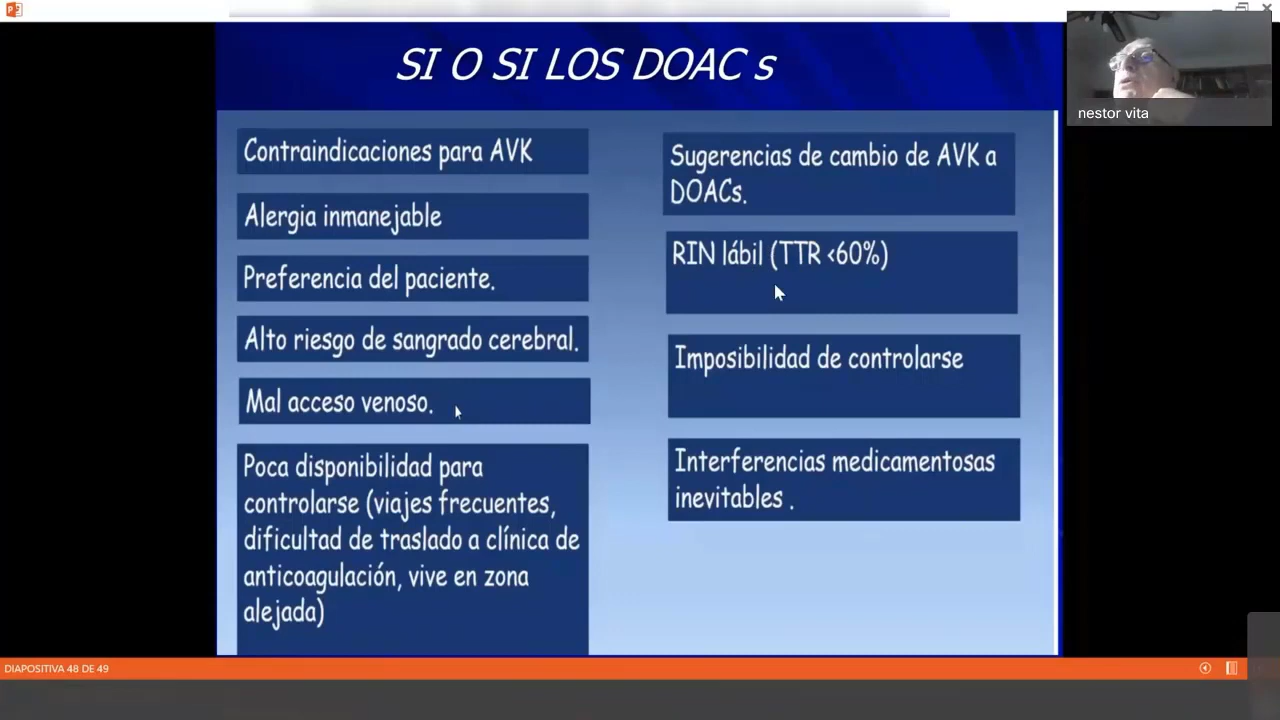 SI O SI LOS DOAC s
nestor vita
Contraindicaciones para AVK
Alergia inmanejable
Preferencia del paciente.
Alto riesgo de sangrado cerebral.
Mal acceso venoso.
Poca disponibilidad para
controlarse (viajes frecuentes,
dificultad de traslado a clínica de
anticoagulación, vive en zona
alejada)
Sugerencias de cambio de AVK a
DOACs.
RIN lábil (TTR <60%)
Imposibilidad de controlarse
Interferencias medicamentosas
inevitables .
DIAPOSITIVA 48 DE 49